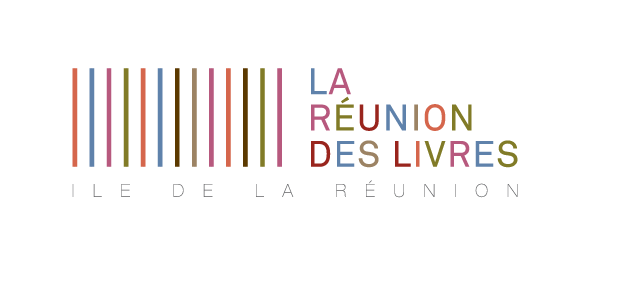 LA
RÉUNION
DES LIVRES
ILE DE LA RÉUNION